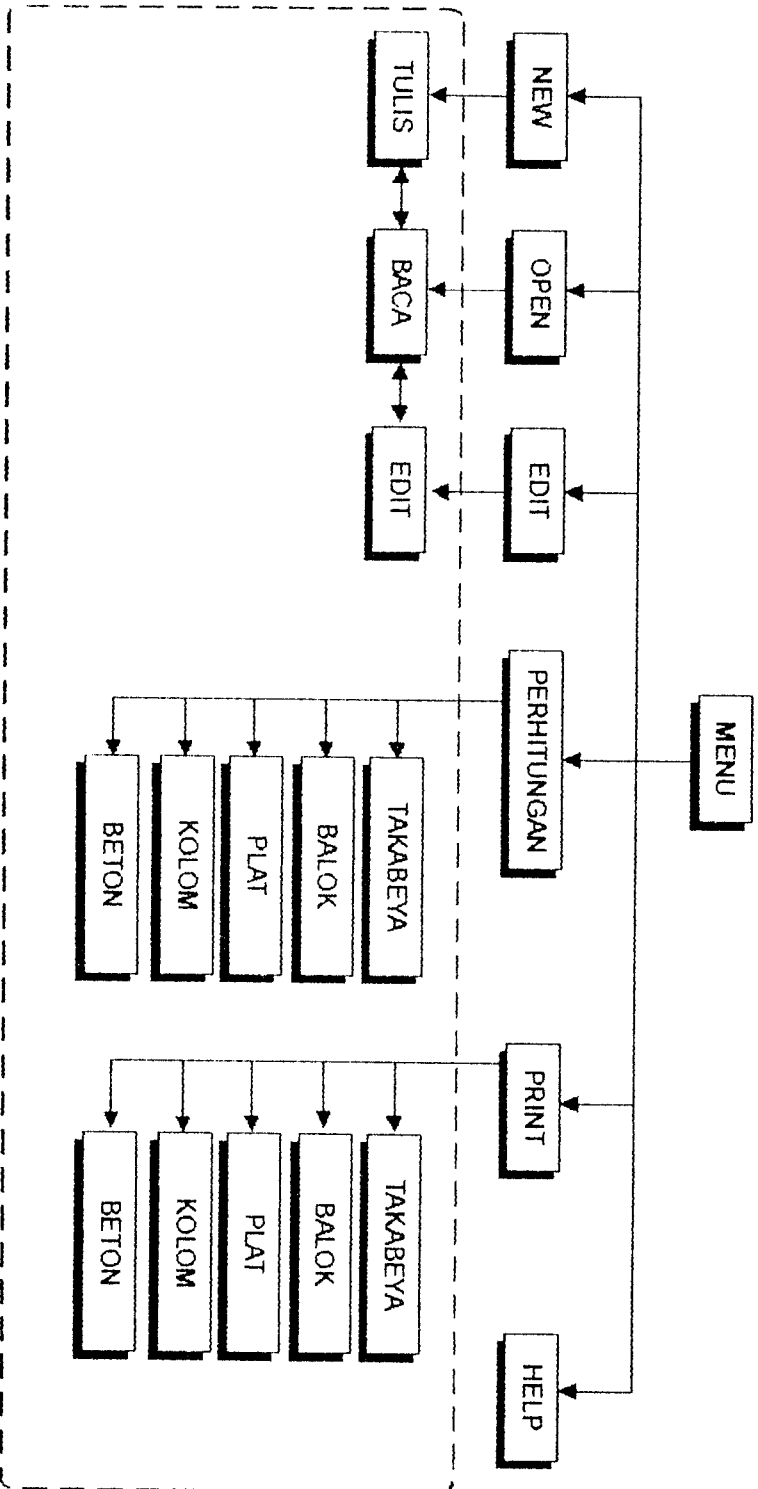 MENU
NEW
OPEN
EDIT
PERHITUNGAN
PRINT
HELP
TULIS
BACA
EDIT
TAKABEYA
BALOK
PLAT
KOLOM
BETON
TAKABEYA
BALOK
PLAT
KOLOM
BETON